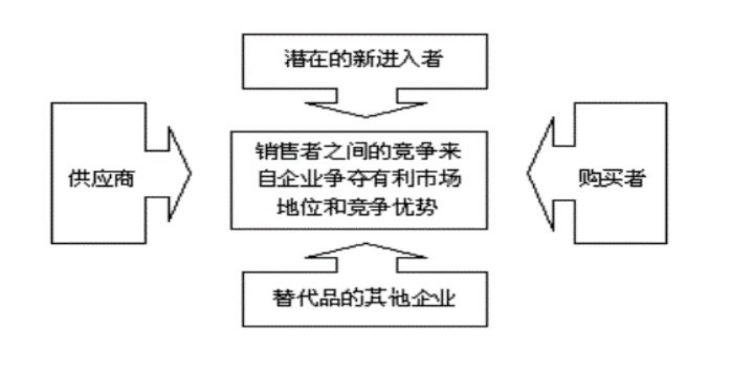 潜在的新进入者
供应商
销售者之间的竞争来
自企业争夺有利市场
地位和竞争优势
购买者
替代品的其他企业